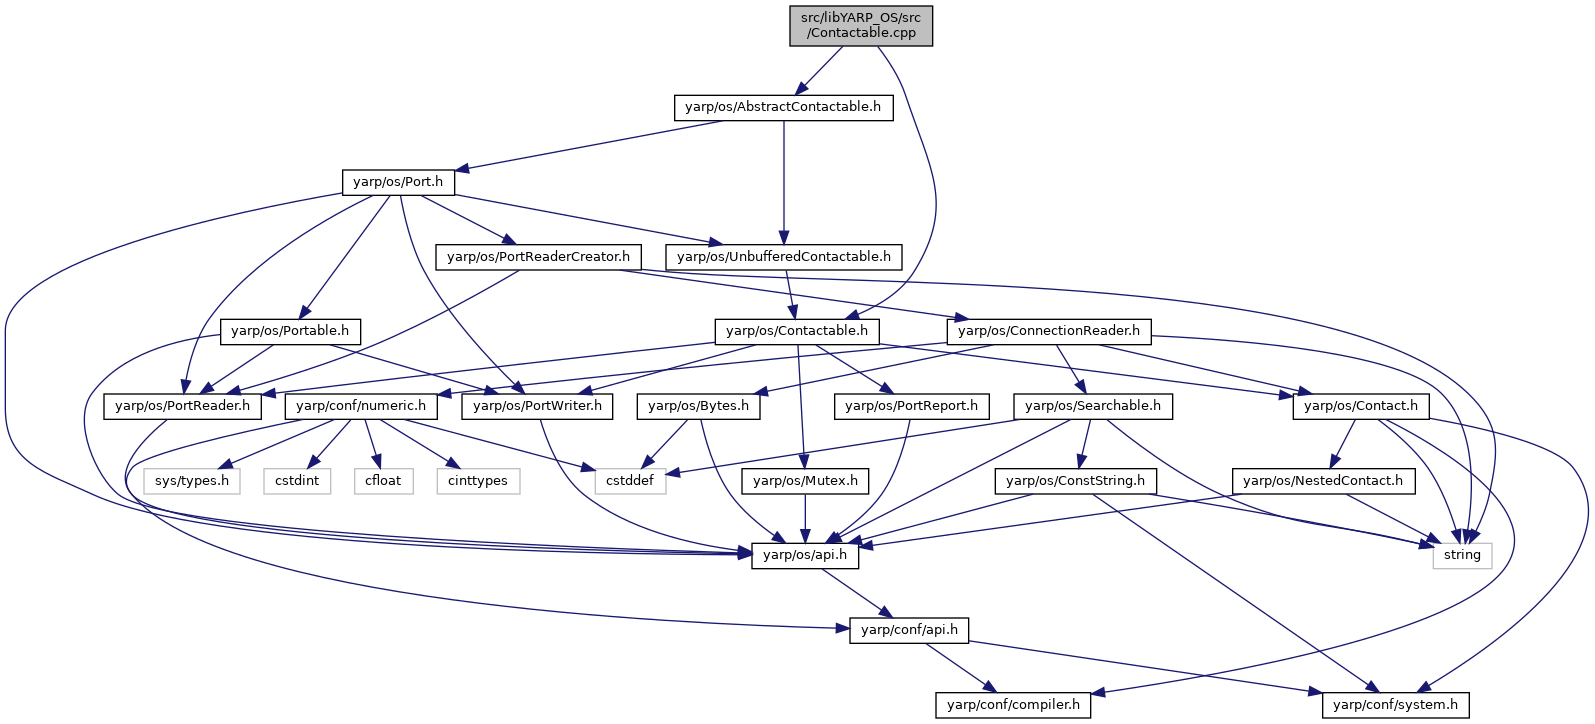 src/libYARP_OS/src
/Contactable.cpp
yarp/os/AbstractContactable.h
yarp/os/Port.h
yarp/os/PortReaderCreator.h
yarp/os/UnbufferedContactable.h
yarp/os/Portable.h
yarp/os/Contactable.h
yarp/os/ConnectionReader.h
yarp/os/PortReader.h
yarp/conf/numeric.h
yarp/os/PortWriter.h
yarp/os/Bytes.h
yarp/os/PortReport.h
yarp/os/Searchable.h
yarp/os/Contact.h
sys/types.h
cstdint
cfloat
cinttypes
cstddef
yarp/os/Mutex.h
yarp/os/ConstString.h
yarp/os/NestedContact.h
yarp/os/api.h
string
yarp/conf/api.h
yarp/conf/compiler.h
yarp/conf/system.h